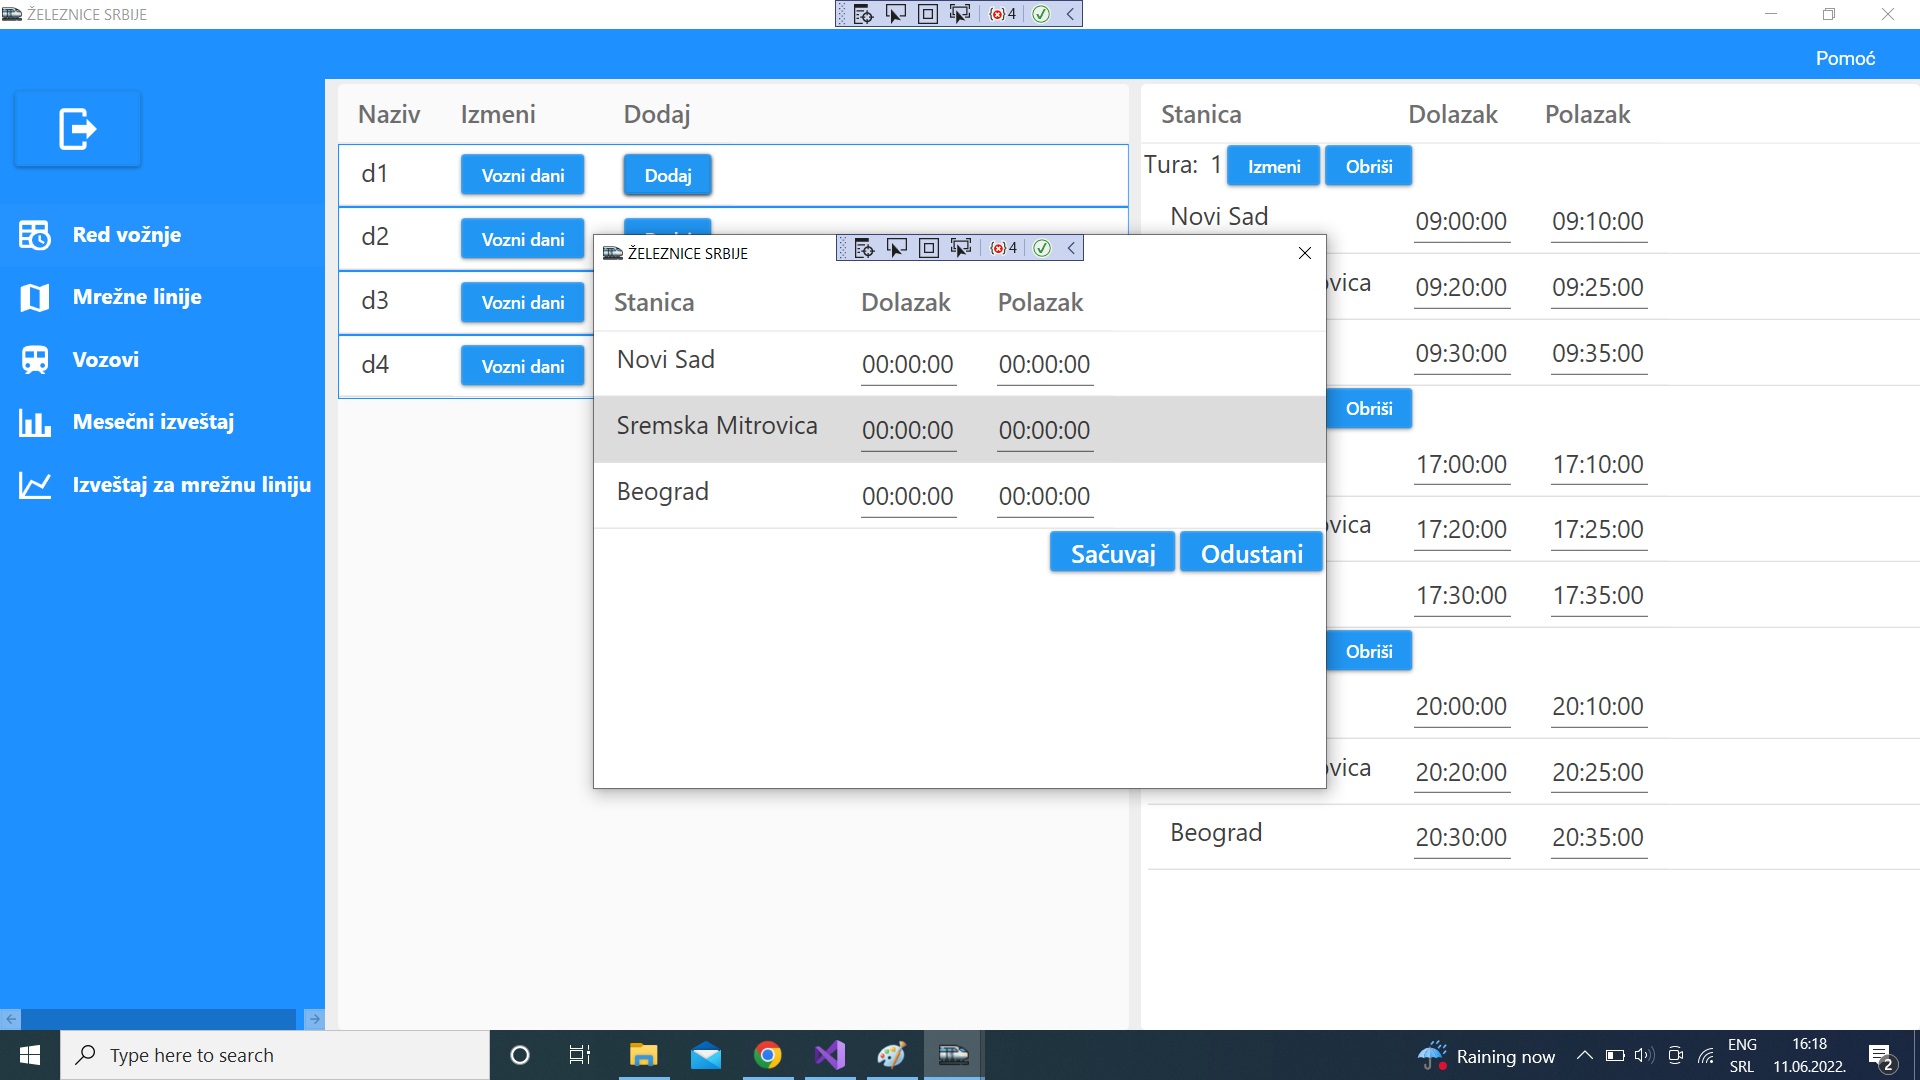 ŽELEZNICE SRBIJE
4
Pomoć
Naziv Izmeni Dodaj
Stanica Dolazak Polazak
d1 Vozni dani Dodaj
Tura: 1 Izmeni Obriši
Novi Sad 09:00:00 09:10:00
Red vožnje
d2 Vozni dani
vica 09:20:00 09:25:00
Mrežne linije
d3 Vozni dani
09:30:00 09:35:00
Vozovi
d4 Vozni dani
Obriši
Mesečni izveštaj
17:00:00 17:10:00
Izveštaj za mrežnu liniju
vica 17:20:00 17:25:00
17:30:00 17:35:00
Obriši
20:00:00 20:10:00
vica 20:20:00 20:25:00
Beograd 20:30:00 20:35:00
ŽELEZNICE SRBIJE
4
Stanica Dolazak Polazak
Novi Sad 00:00:00 00:00:00
Sremska Mitrovica 00:00:00 00:00:00
Beograd 00:00:00 00:00:00
Sačuvaj Odustani
Type here to search
Raining now
ENG
SRL
16:18
11.06.2022.
2